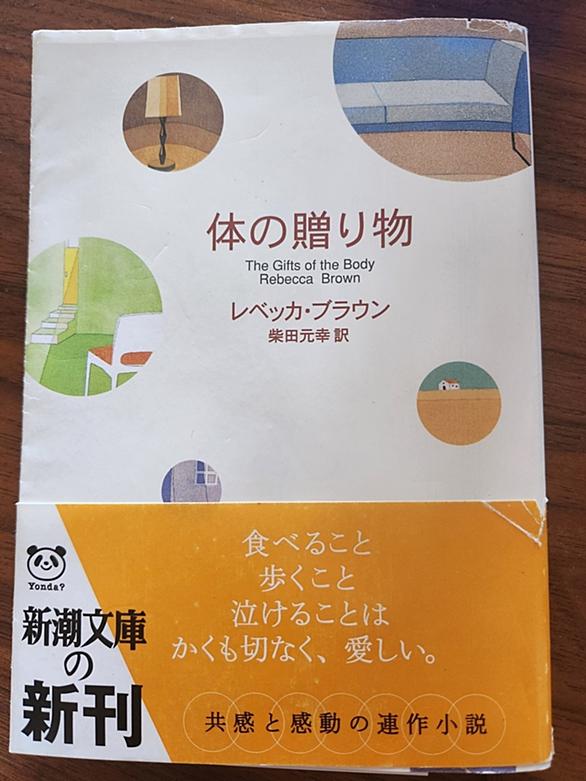 体の贈り物
The Gifts of the Body
Rebecca Brown
レベッカ・ブラウン
柴田元幸 訳
食べること
歩くこと
泣けることは
かくも切なく、愛しい。
Yonda?
新潮文庫
の
新刊
共感と感動の連作小説